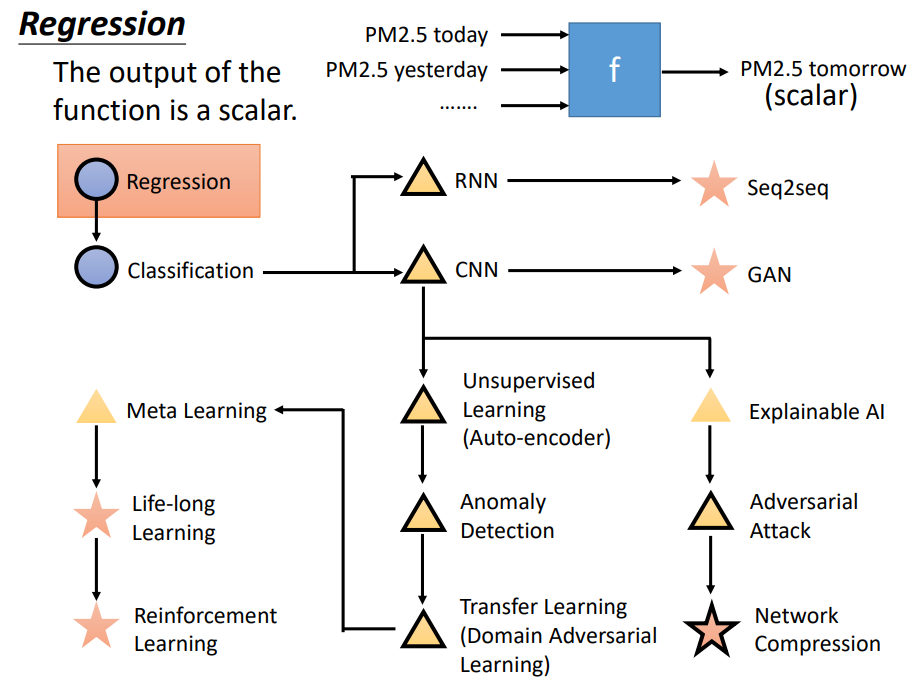 Regression
The output of the
function is a scalar.
PM2.5 today
PM2.5 yesterday
.......
f
PM2.5 tomorrow
(scalar)
Regression
RNN
Seq2seq
Classification
CNN
GAN
Meta Learning
Unsupervised
Learning
(Auto-encoder)
Explainable AI
Life-long
Learning
Anomaly
Detection
Adversarial
Attack
Reinforcement
Learning
Transfer Learning
(Domain Adversarial
Learning)
Network
Compression